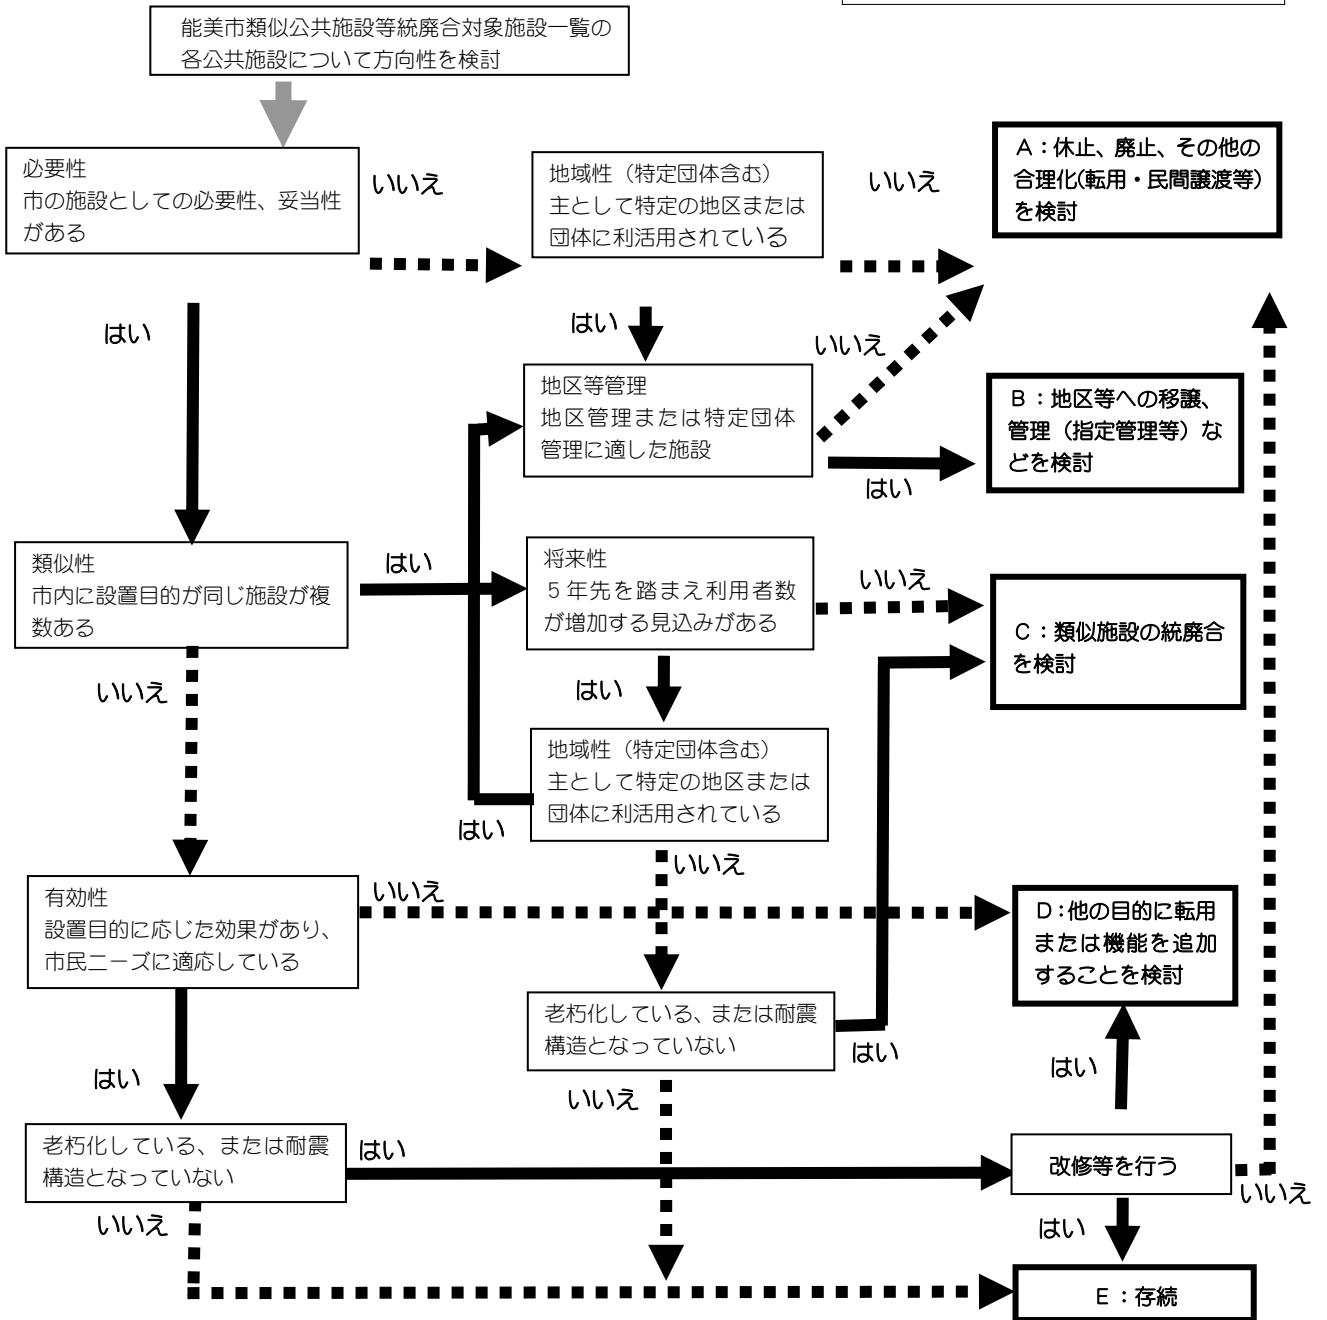 能美市類似公共施設等統廃合対象施設一覧の
各公共施設について方向性を検討
必要性
市の施設としての必要性、妥当性
がある
いいえ
地域性（特定団体含む）
主として特定の地区または
団体に利活用されている
いいえ
A：休止、廃止、その他の
合理化(転用・民間譲渡等)
を検討
はい
はい
いいえ
地区等管理
地区管理または特定団体
管理に適した施設
B：地区等への移譲、
管理（指定管理等）な
どを検討
はい
類似性
市内に設置目的が同じ施設が複
数ある
はい
将来性
５年先を踏まえ利用者数
が増加する見込みがある
いいえ
C：類似施設の統廃合
を検討
いいえ
はい
地域性（特定団体含む）
主として特定の地区または
団体に利活用されている
はい
いいえ
有効性
設置目的に応じた効果があり、
市民ニーズに適応している
いいえ
D：他の目的に転用
または機能を追加
することを検討
老朽化している、または耐震
構造となっていない
はい
はい
はい
いいえ
老朽化している、または耐震
構造となっていない
はい
改修等を行う
いいえ
いいえ
はい
E：存続